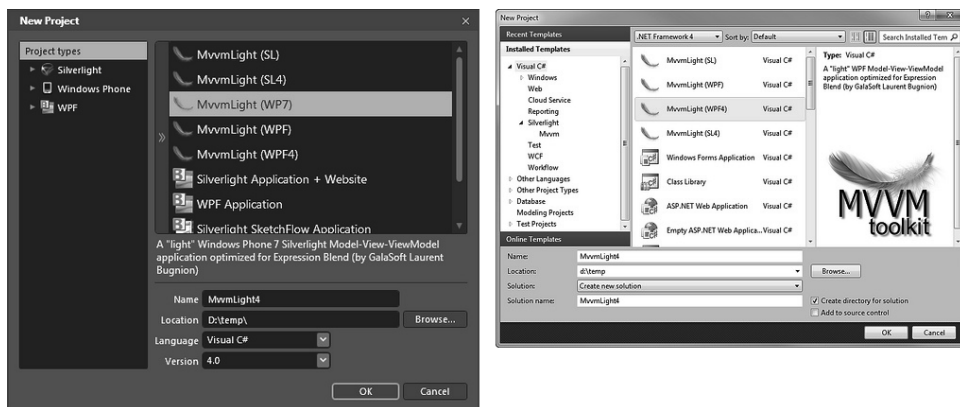 New Project
Project types
Silverlight
Windows Phone
WPF
MvvmLight (SL)
MvvmLight (SL4)
MvvmLight (WP7)
MvvmLight (WPF)
MvvmLight (WPF4)
Silverlight Application + Website
WPF Application
Silverlight SketchFlow Application
A "light" Windows Phone 7 Silverlight Model-View-ViewModel
application optimized for Expression Blend (by GalaSoft Laurent
Bugnion)
Name MvvmLight4
Location D:\temp\ Browse...
Language Visual C#
Version 4.0
OK Cancel
New Project
Recent Templates
Installed Templates
Visual C#
Windows
Web
Cloud Service
Reporting
Silverlight
Mvvm
Test
WCF
Workflow
Other Languages
Other Project Types
Database
Modeling Projects
Test Projects
Online Templates
.NET Framework 4 Sort by: Default
Search Installed Tem
MvvmLight (SL) Visual C#
MvvmLight (WPF) Visual C#
MvvmLight (WPF4) Visual C#
MvvmLight (SL4) Visual C#
Windows Forms Application Visual C#
Class Library Visual C#
ASP.NET Web Application Visual C#
Empty ASP.NET Web Applica... Visual C#
Type: Visual C#
A "light" WPF Model-View-ViewModel
application optimized for Expression
Blend (by GalaSoft Laurent Bugnion)
MVVM
toolkit
Name: MvvmLight4
Location: d:\temp Browse...
Solution: Create new solution
Solution name: MvvmLight4
Create directory for solution
Add to source control
OK Cancel